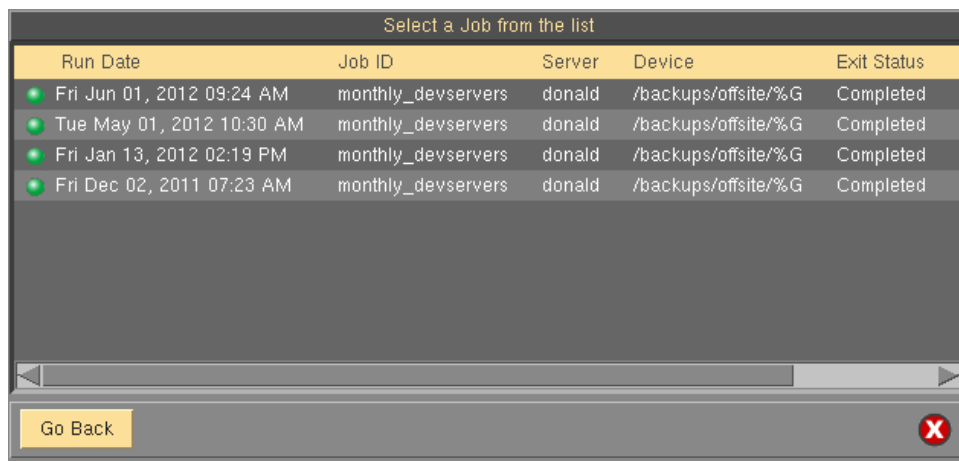 Select a Job from the list
Run Date Job ID Server Device Exit Status
Fri Jun 01, 2012 09:24 AM monthly_devservers donald /backups/offsite/%G Completed
Tue May 01, 2012 10:30 AM monthly_devservers donald /backups/offsite/%G Completed
Fri Jan 13, 2012 02:19 PM monthly_devservers donald /backups/offsite/%G Completed
Fri Dec 02, 2011 07:23 AM monthly_devservers donald /backups/offsite/%G Completed
Go Back